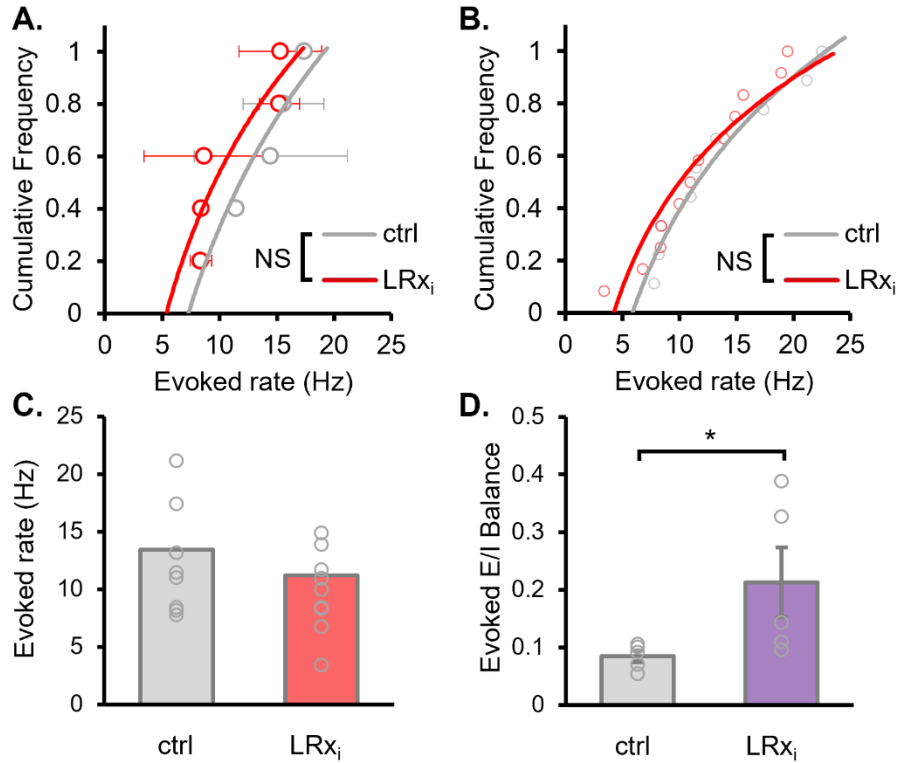 A.
Cumulative Frequency
1
0.8
0.6
0.4
0.2
0
0 5 10 15 20 25
Evoked rate (Hz)
NS
ctrl
LRxᵢ
B.
Cumulative Frequency
1
0.8
0.6
0.4
0.2
0
0 5 10 15 20 25
Evoked rate (Hz)
NS
ctrl
LRxᵢ
C.
Evoked rate (Hz)
25
20
15
10
5
0
ctrl LRxᵢ
D.
Evoked E/I Balance
0.5
0.4
0.3
0.2
0.1
0
*
ctrl LRxᵢ